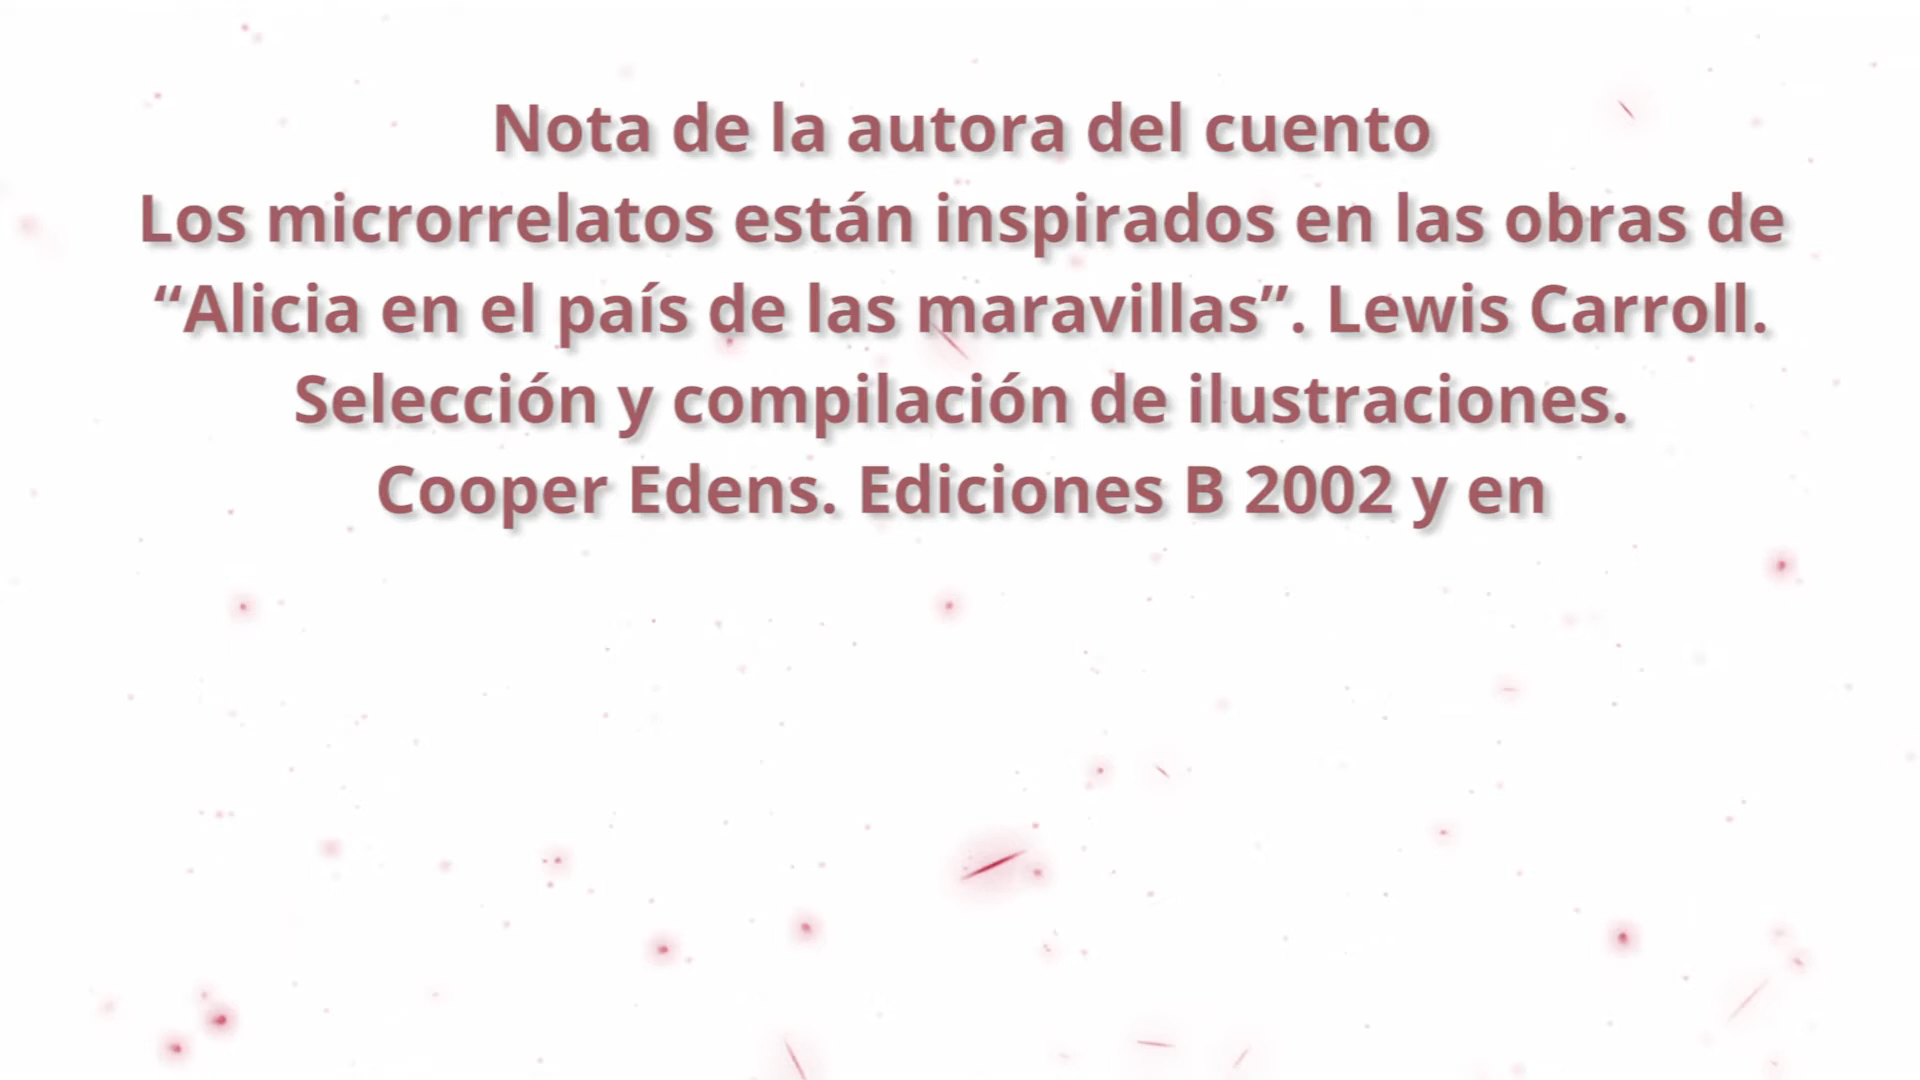 Nota de la autora del cuento
Los microrrelatos están inspirados en las obras de
“Alicia en el país de las maravillas”. Lewis Carroll.
Selección y compilación de ilustraciones.
Cooper Edens. Ediciones B 2002 y en